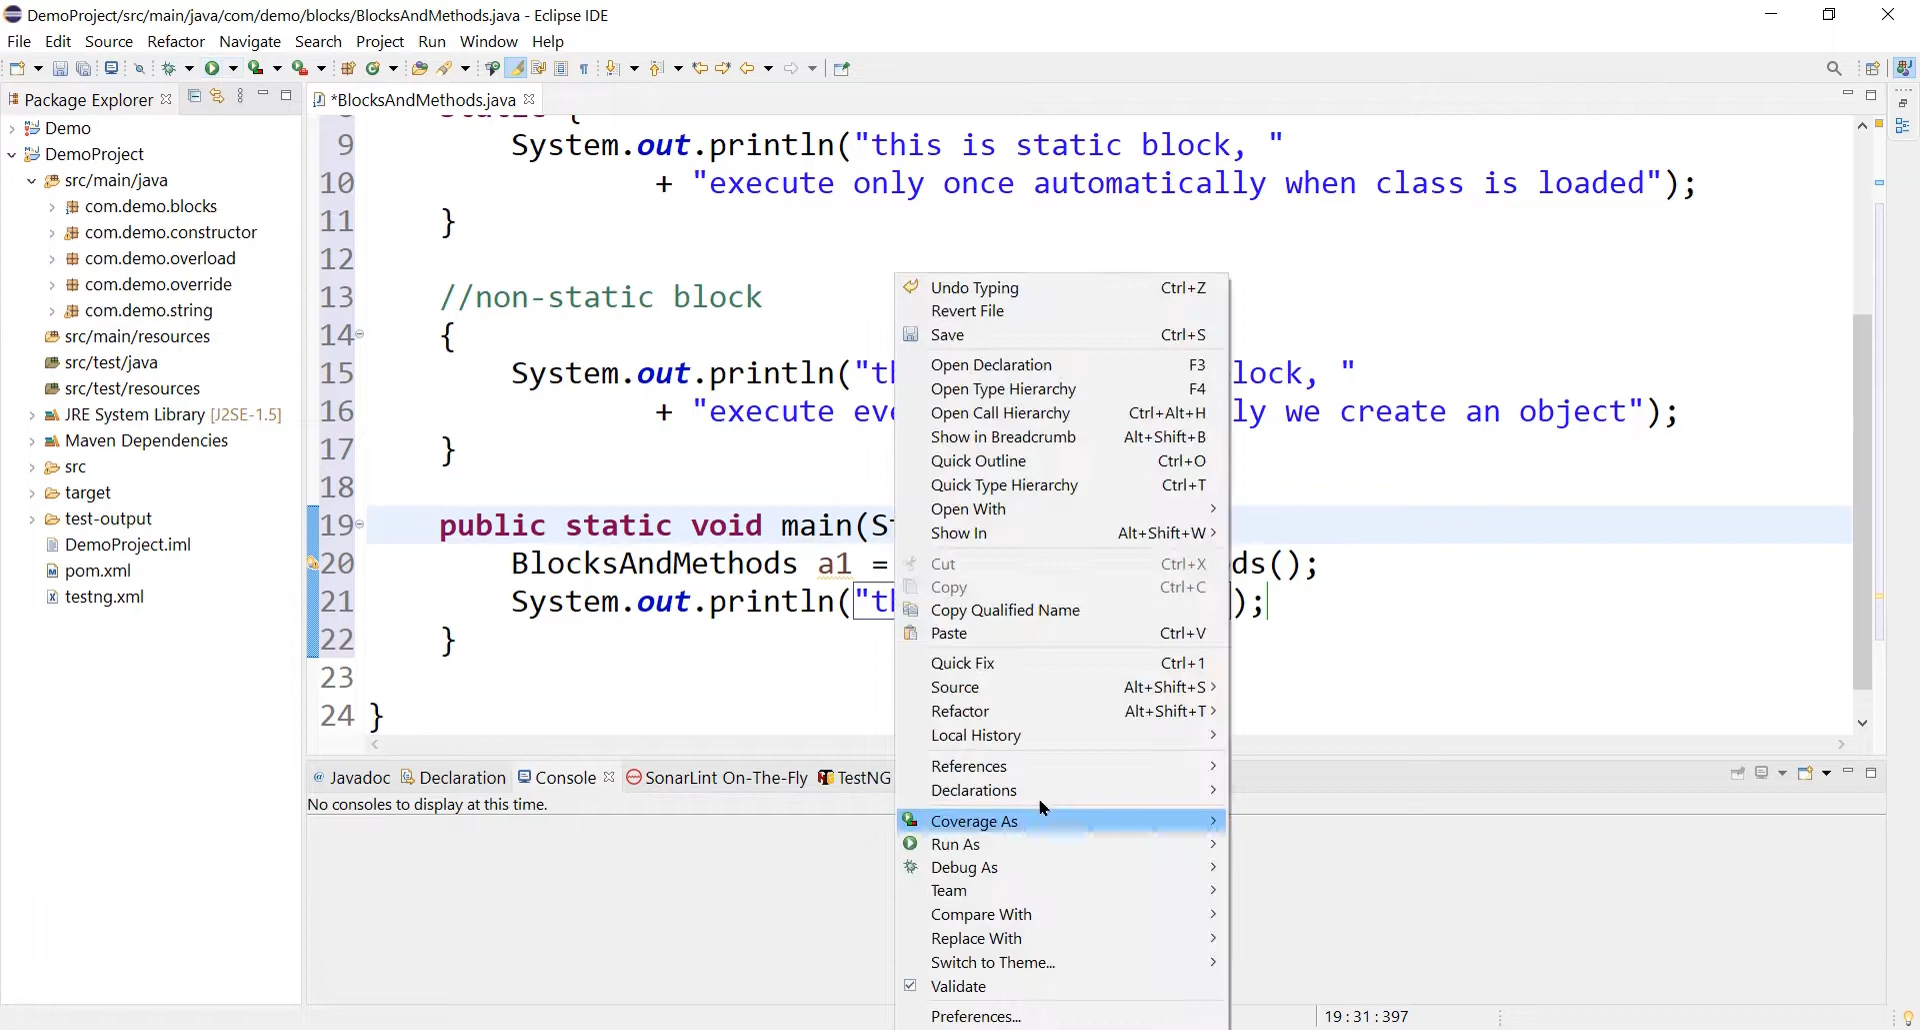 DemoProject/src/main/java/com/demo/blocks/BlocksAndMethods.java - Eclipse IDE
File Edit Source Refactor Navigate Search Project Run Window Help
Package Explorer
*BlocksAndMethods.java
Demo
DemoProject
src/main/java
com.demo.blocks
com.demo.constructor
com.demo.overload
com.demo.override
com.demo.string
src/main/resources
src/test/java
src/test/resources
JRE System Library [J2SE-1.5]
Maven Dependencies
src
target
test-output
DemoProject.iml
pom.xml
testng.xml
9 System.out.println("this is static block, "
10 + "execute only once automatically when class is loaded");
11 }
12
13 //non-static block
14 {
15 System.out.println("th lock, "
16 + "execute eve ly we create an object");
17 }
18
19 public static void main(St
20 BlocksAndMethods a1 = ds();
21 System.out.println("th );
22 }
23
24 }
Undo Typing Ctrl+Z
Revert File
Save Ctrl+S
Open Declaration F3
Open Type Hierarchy F4
Open Call Hierarchy Ctrl+Alt+H
Show in Breadcrumb Alt+Shift+B
Quick Outline Ctrl+O
Quick Type Hierarchy Ctrl+T
Open With
Show In Alt+Shift+W
Cut Ctrl+X
Copy Ctrl+C
Copy Qualified Name
Paste Ctrl+V
Quick Fix Ctrl+1
Source Alt+Shift+S
Refactor Alt+Shift+T
Local History
References
Declarations
Coverage As
Run As
Debug As
Team
Compare With
Replace With
Switch to Theme...
Validate
Preferences...
@ Javadoc Declaration Console SonarLint On-The-Fly TestNG
No consoles to display at this time.
19 : 31 : 397